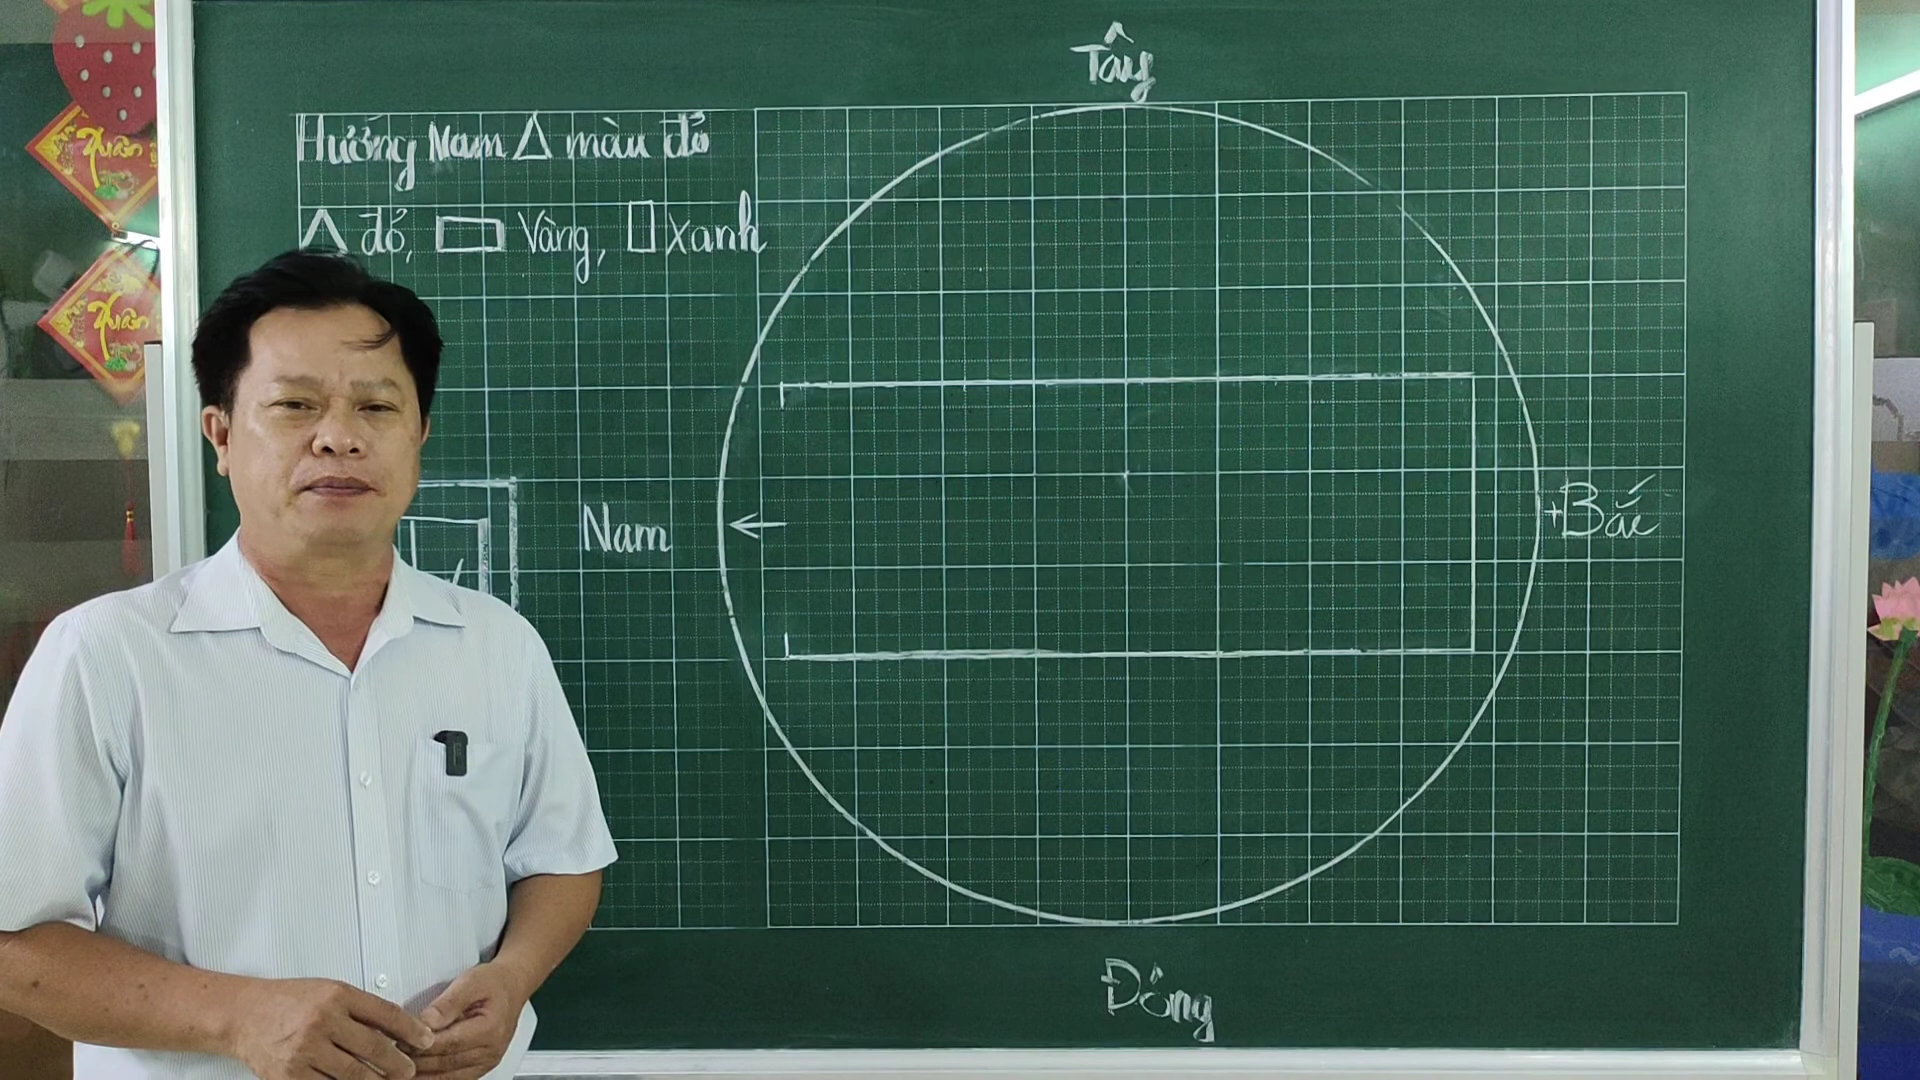 Tây
Hướng Nam △ màu đỏ
△ đỏ, ▭ Vàng, ▯ Xanh
Xuân
Xuân
Nam
Bắc
Đông